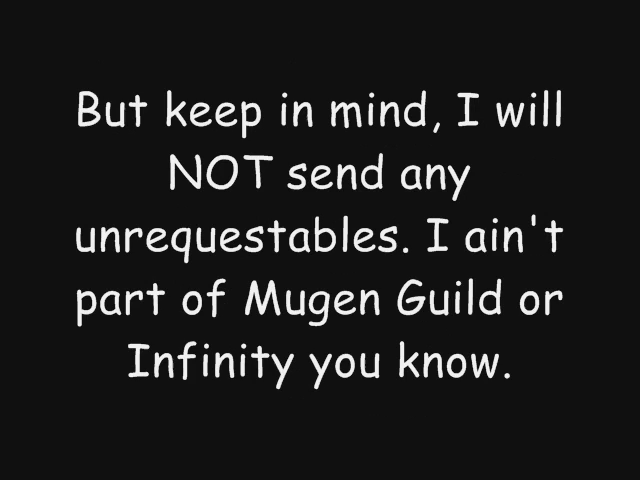 But keep in mind, I will
NOT send any
unrequestables. I ain't
part of Mugen Guild or
Infinity you know.